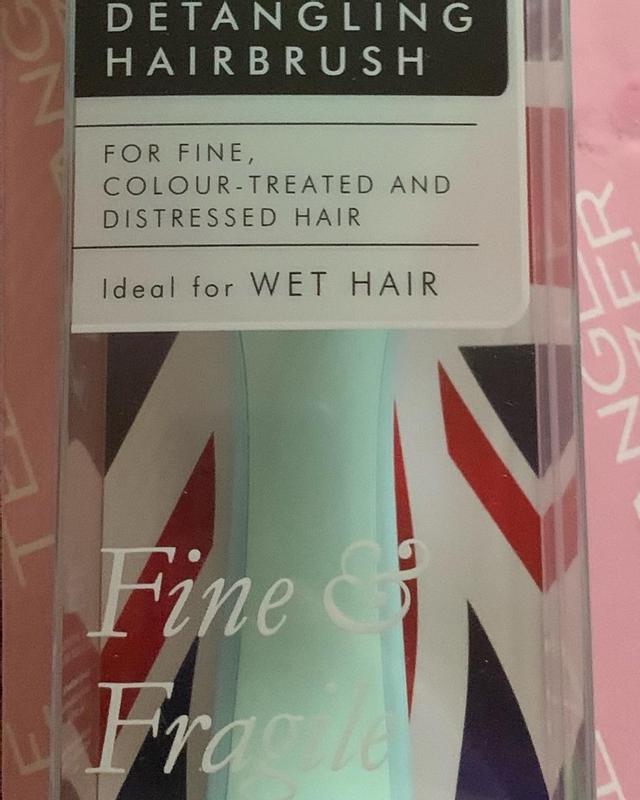 DETANGLING
HAIRBRUSH
FOR FINE,
COLOUR-TREATED AND
DISTRESSED HAIR
Ideal for WET HAIR
Fine &
Fragile